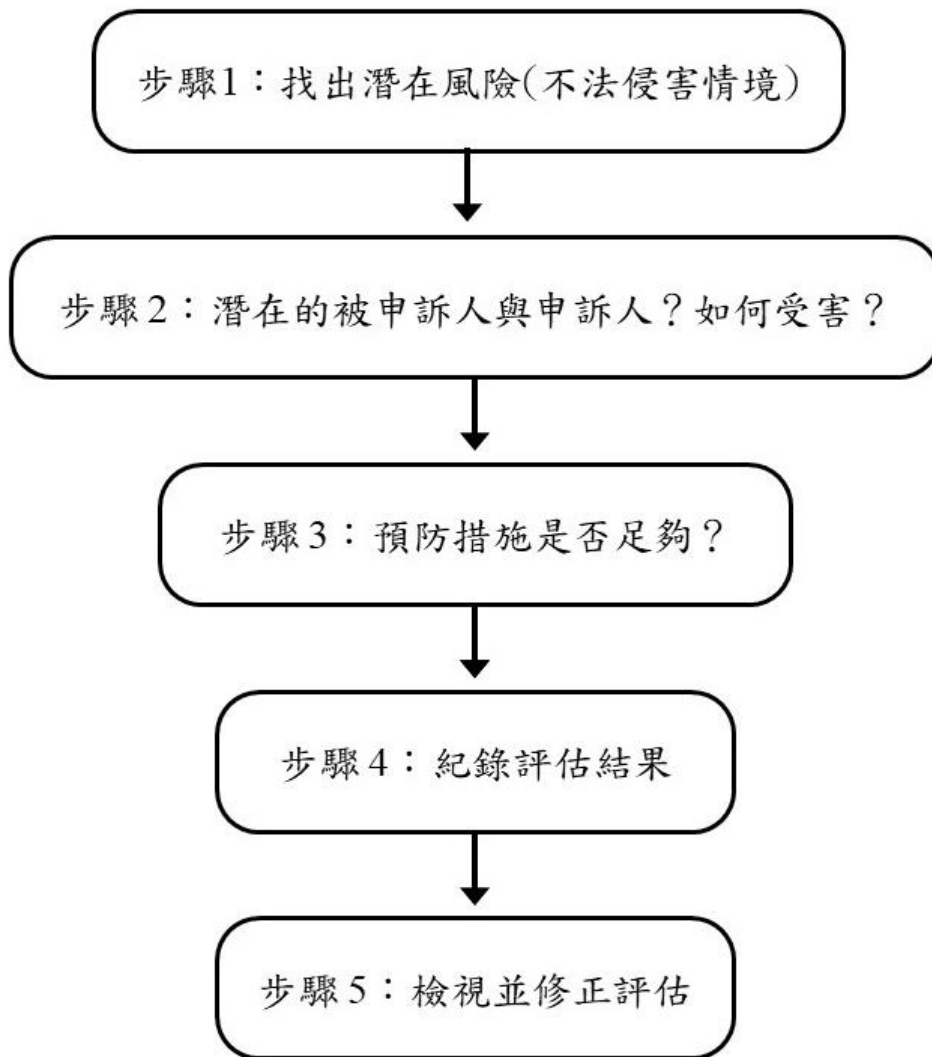 步驟1：找出潛在風險(不法侵害情境)
步驟2：潛在的被申訴人與申訴人？如何受害？
步驟3：預防措施是否足夠？
步驟4：紀錄評估結果
步驟5：檢視並修正評估